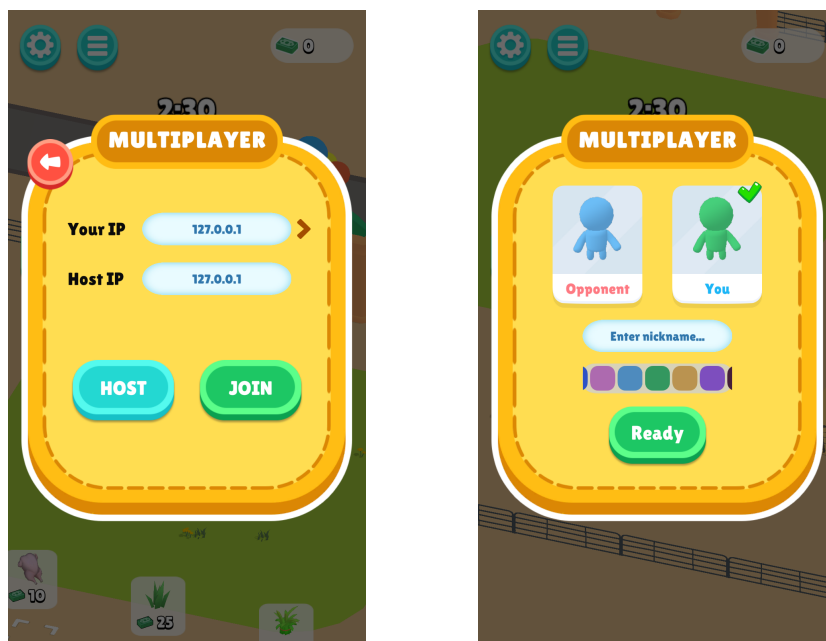 0
2:30
MULTIPLAYER
Your IP 127.0.0.1
Host IP 127.0.0.1
HOST JOIN
10
25
0
2:30
MULTIPLAYER
Opponent You
Enter nickname...
Ready